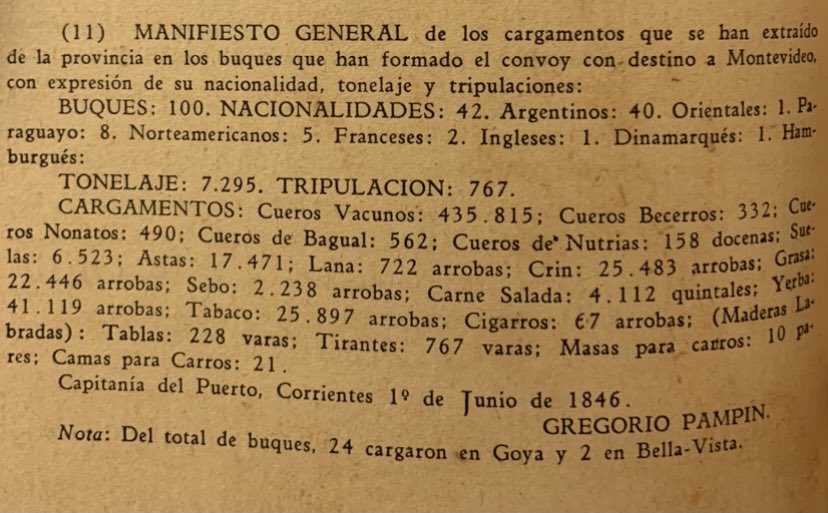 (11) MANIFIESTO GENERAL de los cargamentos que se han extraído
de la provincia en los buques que han formado el convoy con destino a Montevideo,
con expresión de su nacionalidad, tonelaje y tripulaciones:
BUQUES: 100. NACIONALIDADES: 42. Argentinos: 40. Orientales: 1. Pa-
raguayo: 8. Norteamericanos: 5. Franceses: 2. Ingleses: 1. Dinamarqués: 1. Ham-
burgués:
TONELAJE: 7.295. TRIPULACION: 767.
CARGAMENTOS: Cueros Vacunos: 435.815; Cueros Becerros: 332; Cue-
ros Nonatos: 490; Cueros de Bagual: 562; Cueros de Nutrias: 158 docenas; Sue-
las: 6.523; Astas: 17.471; Lana: 722 arrobas; Crin: 25.483 arrobas; Grasa:
22.446 arrobas; Sebo: 2.238 arrobas; Carne Salada: 4.112 quintales; Yerba:
41.119 arrobas; Tabaco: 25.897 arrobas; Cigarros: 67 arrobas; (Maderas La-
bradas): Tablas: 228 varas; Tirantes: 767 varas; Masas para carros: 10 pa-
res; Camas para Carros: 21.
Capitanía del Puerto, Corrientes 1º de Junio de 1846.
GREGORIO PAMPIN.
Nota: Del total de buques, 24 cargaron en Goya y 2 en Bella-Vista.